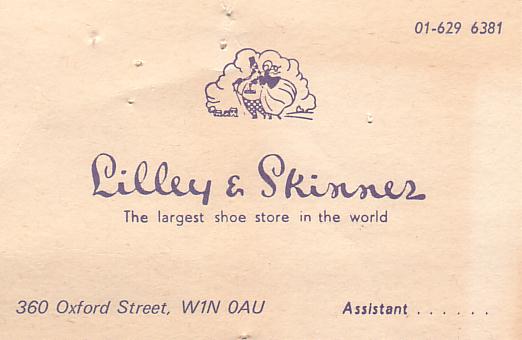 01-629 6381
Lilley & Skinner
The largest shoe store in the world
360 Oxford Street, W1N 0AU
Assistant . . . . . .